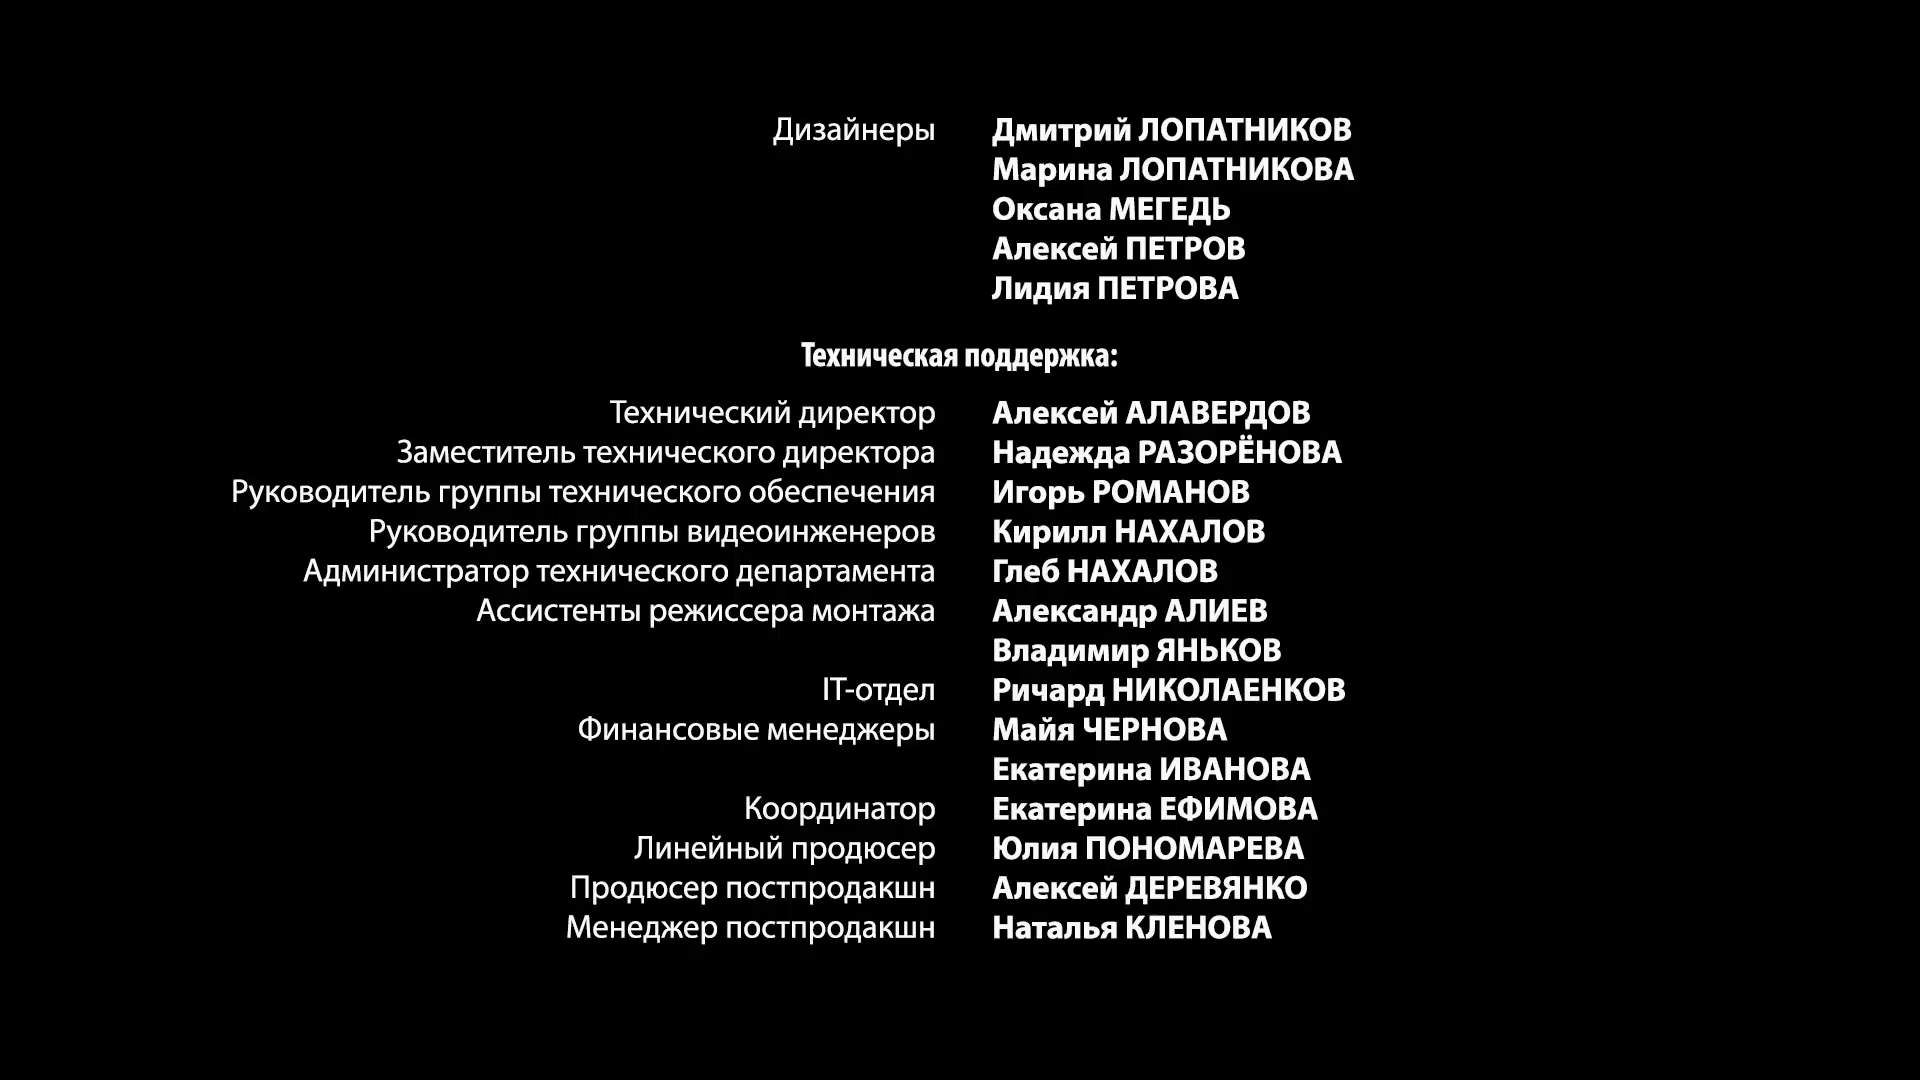 Дизайнеры Дмитрий ЛОПАТНИКОВ
Марина ЛОПАТНИКОВА
Оксана МЕГЕДЬ
Алексей ПЕТРОВ
Лидия ПЕТРОВА
Техническая поддержка:
Технический директор Алексей АЛАВЕРДОВ
Заместитель технического директора Надежда РАЗОРЁНОВА
Руководитель группы технического обеспечения Игорь РОМАНОВ
Руководитель группы видеоинженеров Кирилл НАХАЛОВ
Администратор технического департамента Глеб НАХАЛОВ
Ассистенты режиссера монтажа Александр АЛИЕВ
Владимир ЯНЬКОВ
IT-отдел Ричард НИКОЛАЕНКОВ
Финансовые менеджеры Майя ЧЕРНОВА
Екатерина ИВАНОВА
Координатор Екатерина ЕФИМОВА
Линейный продюсер Юлия ПОНОМАРЕВА
Продюсер постпродакшн Алексей ДЕРЕВЯНКО
Менеджер постпродакшн Наталья КЛЕНОВА